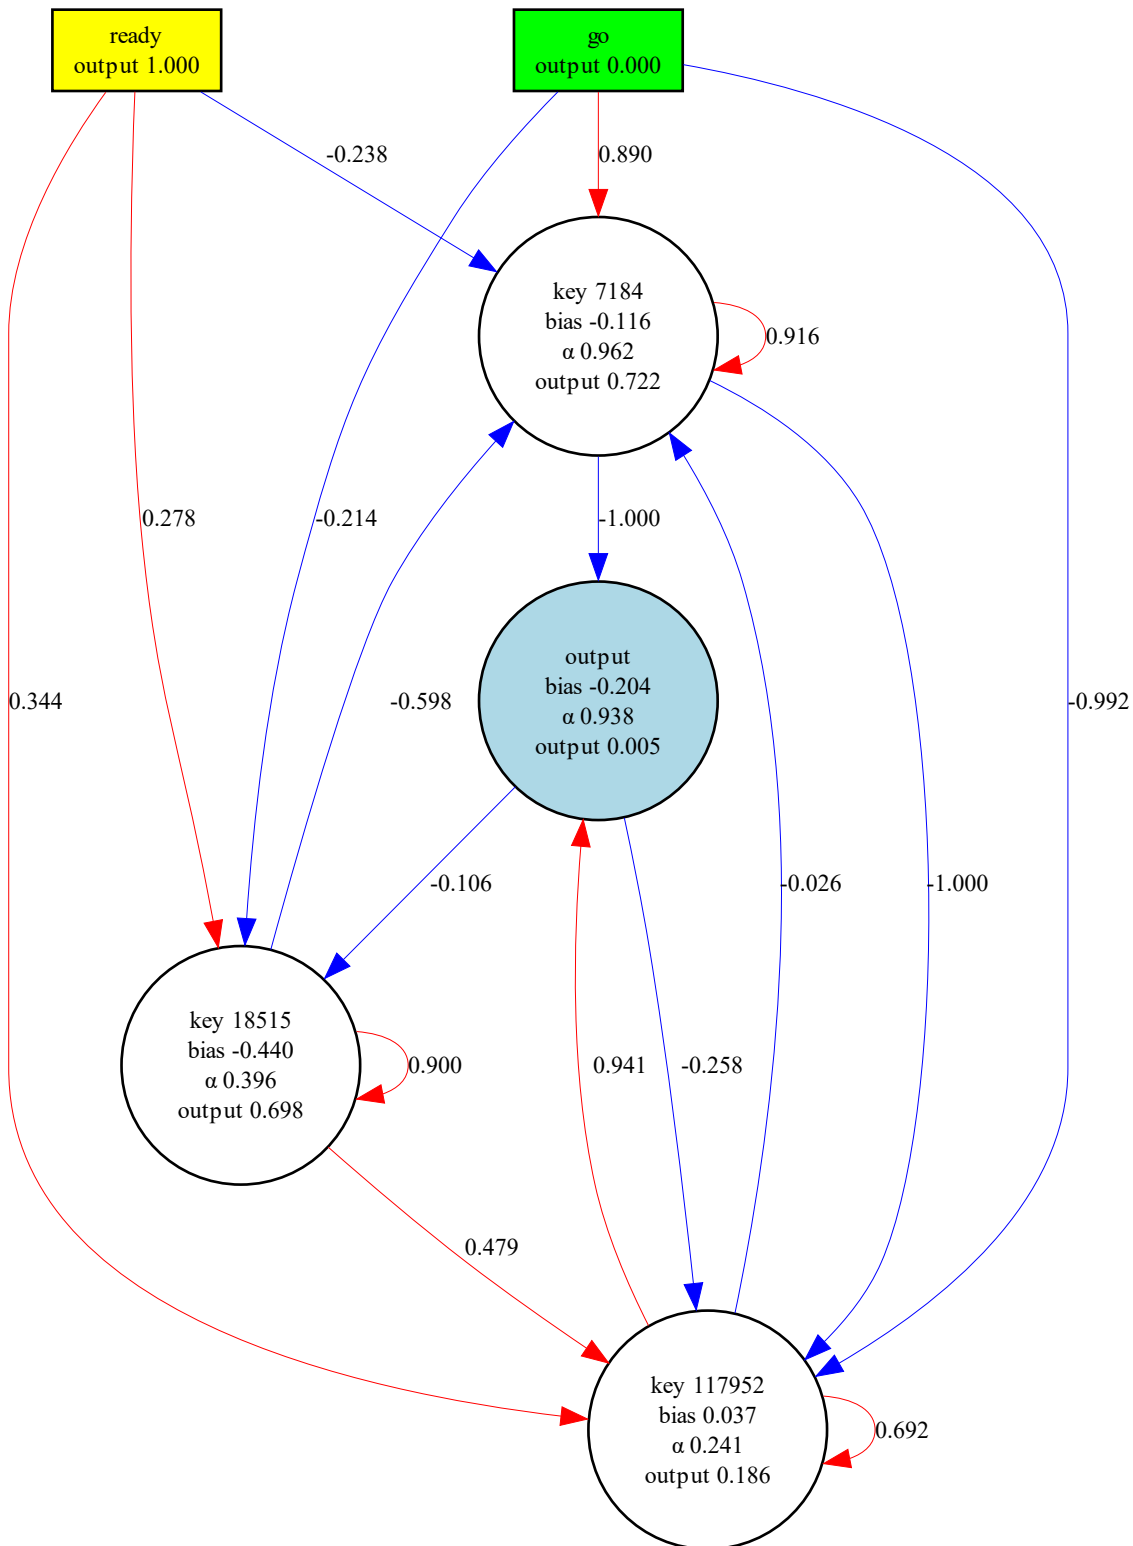 ready
output 1.000
go
output 0.000
-0.238
0.890
key 7184
bias -0.116
α 0.962
output 0.722
0.916
0.278
-0.214
-1.000
0.344
-0.598
output
bias -0.204
α 0.938
output 0.005
-0.992
-0.106
-0.026
-1.000
key 18515
bias -0.440
α 0.396
output 0.698
0.900
0.941
-0.258
0.479
key 117952
bias 0.037
α 0.241
output 0.186
0.692